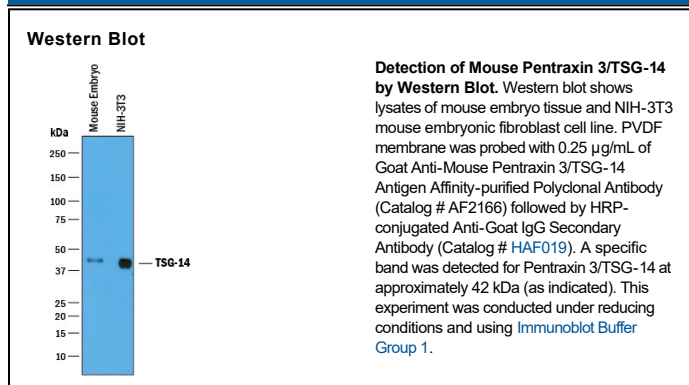 Western Blot
Mouse Embryo
NIH-3T3
kDa
250
150
100
75
50
37
25
20
15
10
TSG-14
Detection of Mouse Pentraxin 3/TSG-14
by Western Blot. Western blot shows
lysates of mouse embryo tissue and NIH-3T3
mouse embryonic fibroblast cell line. PVDF
membrane was probed with 0.25 µg/mL of
Goat Anti-Mouse Pentraxin 3/TSG-14
Antigen Affinity-purified Polyclonal Antibody
(Catalog # AF2166) followed by HRP-
conjugated Anti-Goat IgG Secondary
Antibody (Catalog # HAF019). A specific
band was detected for Pentraxin 3/TSG-14 at
approximately 42 kDa (as indicated). This
experiment was conducted under reducing
conditions and using Immunoblot Buffer
Group 1.